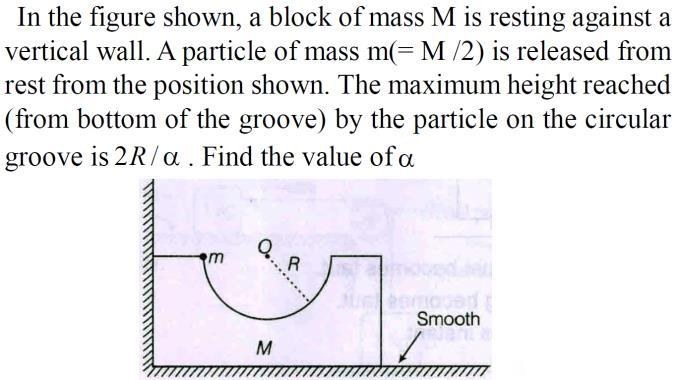 In the figure shown, a block of mass M is resting against a
vertical wall. A particle of mass m(= M /2) is released from
rest from the position shown. The maximum height reached
(from bottom of the groove) by the particle on the circular
groove is 2R/α . Find the value of α
O
m
R
Smooth
M